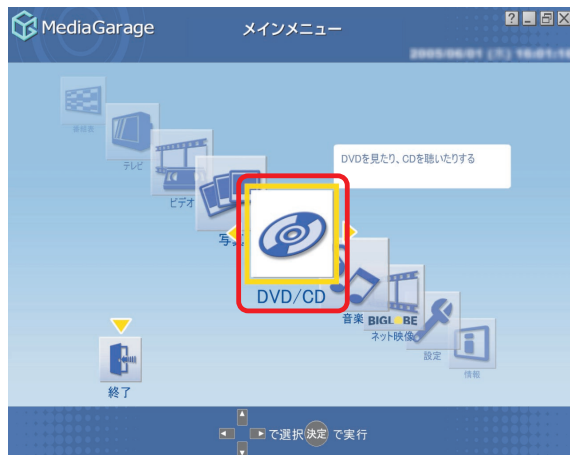 MediaGarage
メインメニュー
テレビ
ビデオ
DVDを見たり、CDを聴いたりする
写真
DVD/CD
音楽
BIGLOBE
ネット映像
設定
情報
終了
で選択 決定 で実行